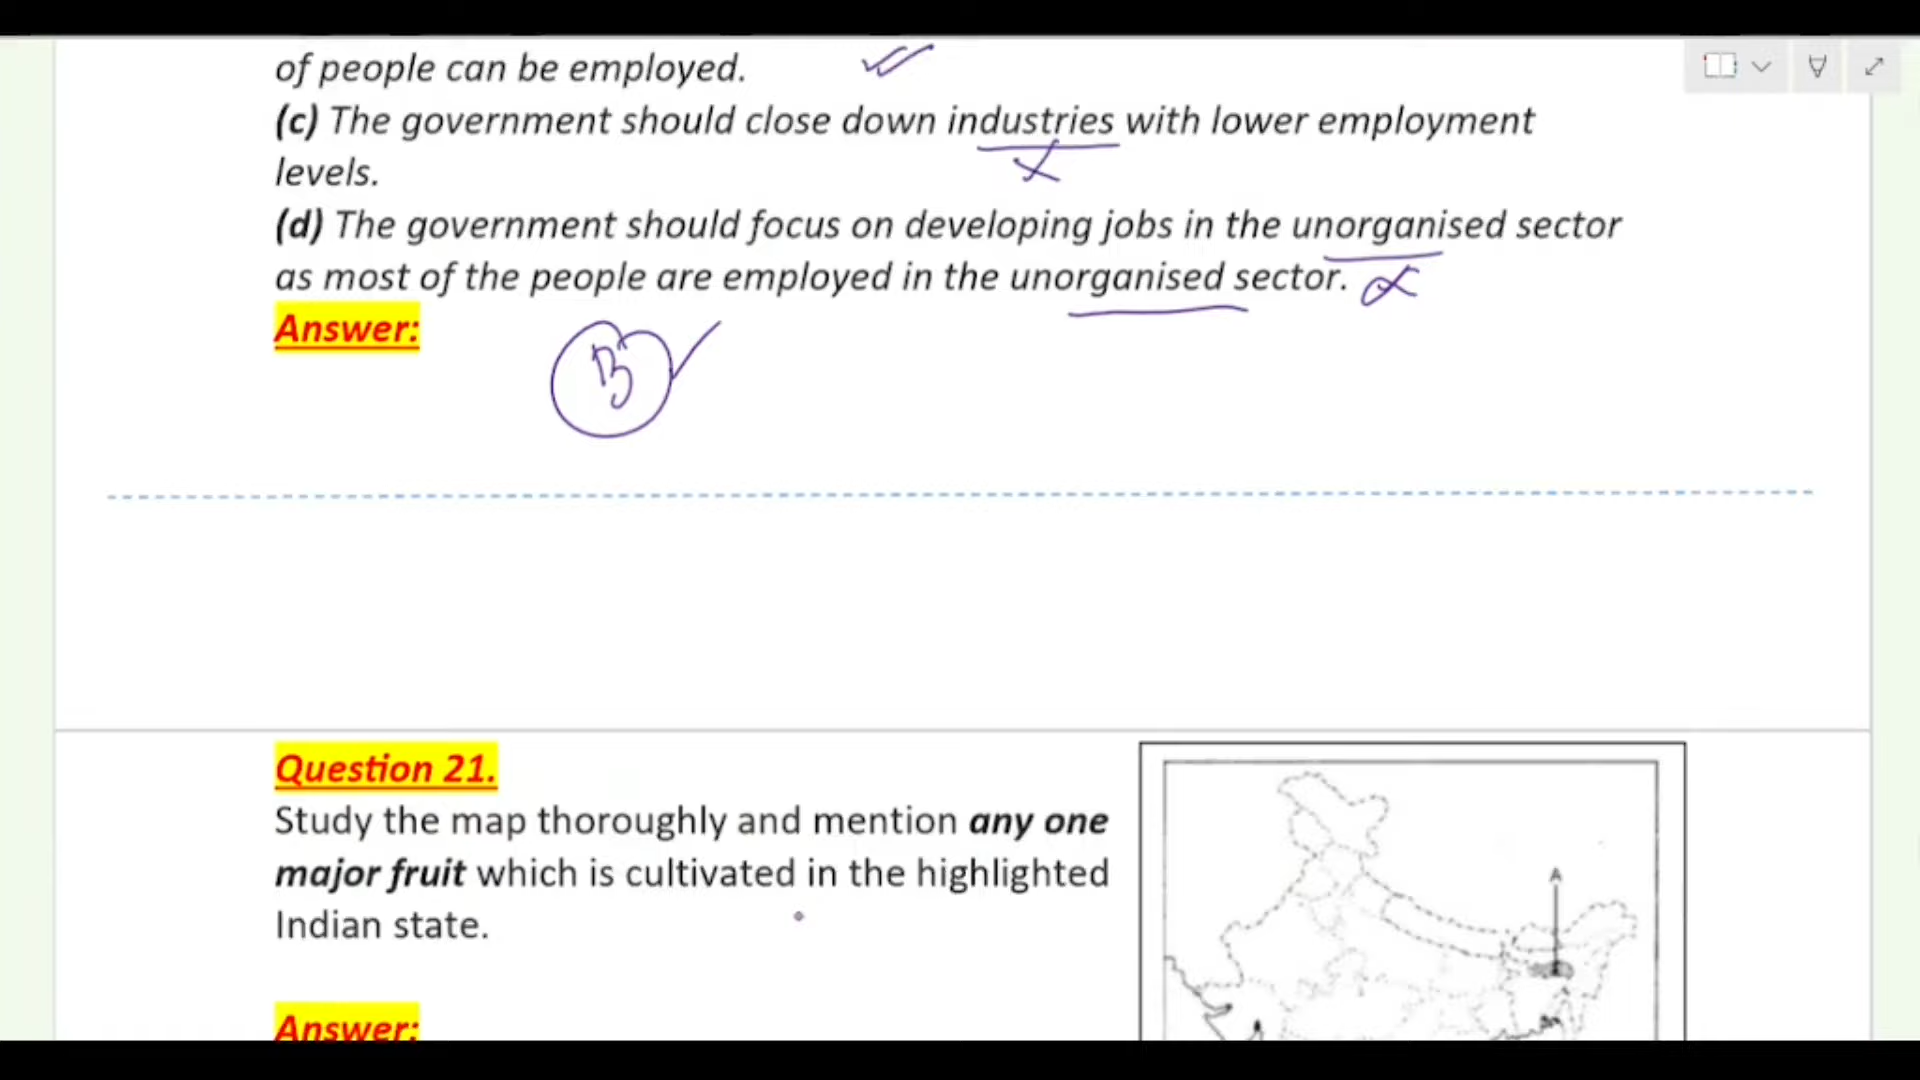 of people can be employed.
(c) The government should close down industries with lower employment
levels.
(d) The government should focus on developing jobs in the unorganised sector
as most of the people are employed in the unorganised sector.
Answer:
B
Question 21.
Study the map thoroughly and mention any one
major fruit which is cultivated in the highlighted
Indian state.
A
Answer: